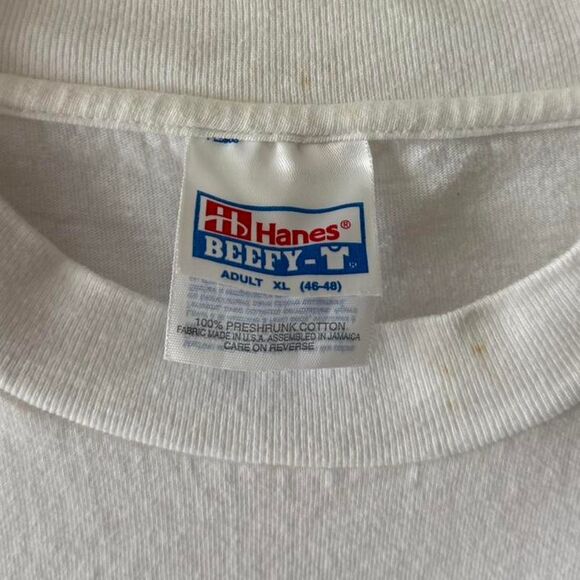 Hanes®
BEEFY-T
ADULT XL (46-48)
100% PRESHRUNK COTTON
FABRIC MADE IN U.S.A. ASSEMBLED IN JAMAICA
CARE ON REVERSE